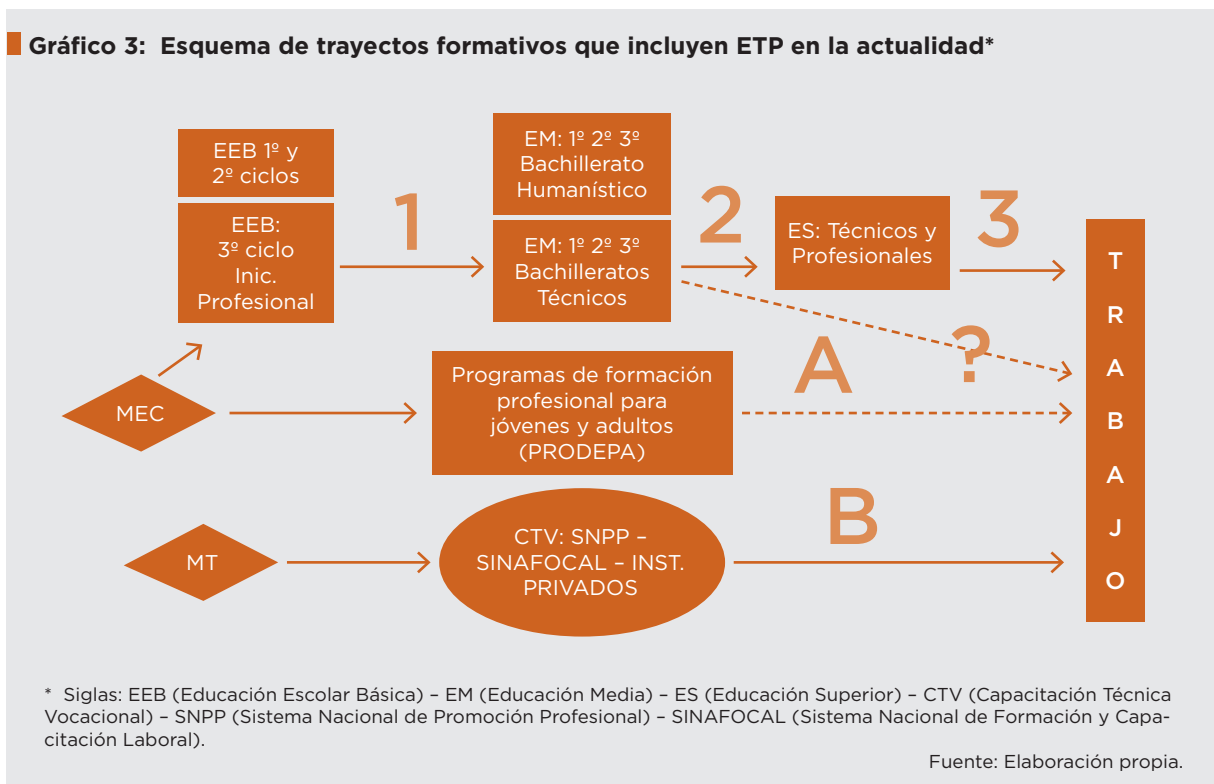 Gráfico 3: Esquema de trayectos formativos que incluyen ETP en la actualidad*
EEB 1º y
2º ciclos
EEB:
3º ciclo
Inic.
Profesional
1
EM: 1º 2º 3º
Bachillerato
Humanístico
EM: 1º 2º 3º
Bachilleratos
Técnicos
2
ES: Técnicos y
Profesionales
3
MEC
Programas de formación
profesional para
jóvenes y adultos
(PRODEPA)
A
?
MT
CTV: SNPP –
SINAFOCAL – INST.
PRIVADOS
B
T
R
A
B
A
J
O
* Siglas: EEB (Educación Escolar Básica) – EM (Educación Media) – ES (Educación Superior) – CTV (Capacitación Técnica
Vocacional) – SNPP (Sistema Nacional de Promoción Profesional) – SINAFOCAL (Sistema Nacional de Formación y Capa-
citación Laboral).
Fuente: Elaboración propia.